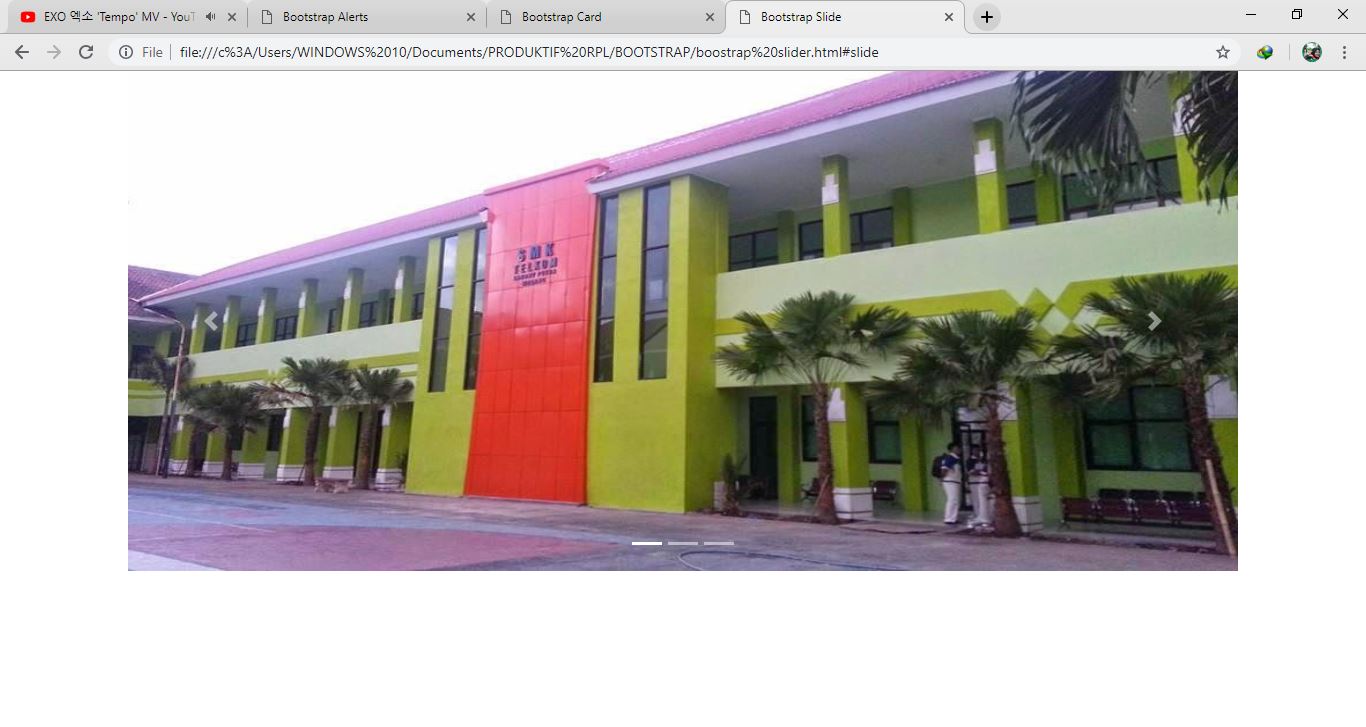 EXO 엑소 'Tempo' MV - YouT
Bootstrap Alerts
Bootstrap Card
Bootstrap Slide
File
file:///c%3A/Users/WINDOWS%2010/Documents/PRODUKTIF%20RPL/BOOTSTRAP/boostrap%20slider.html#slide
SMK
TELKOM